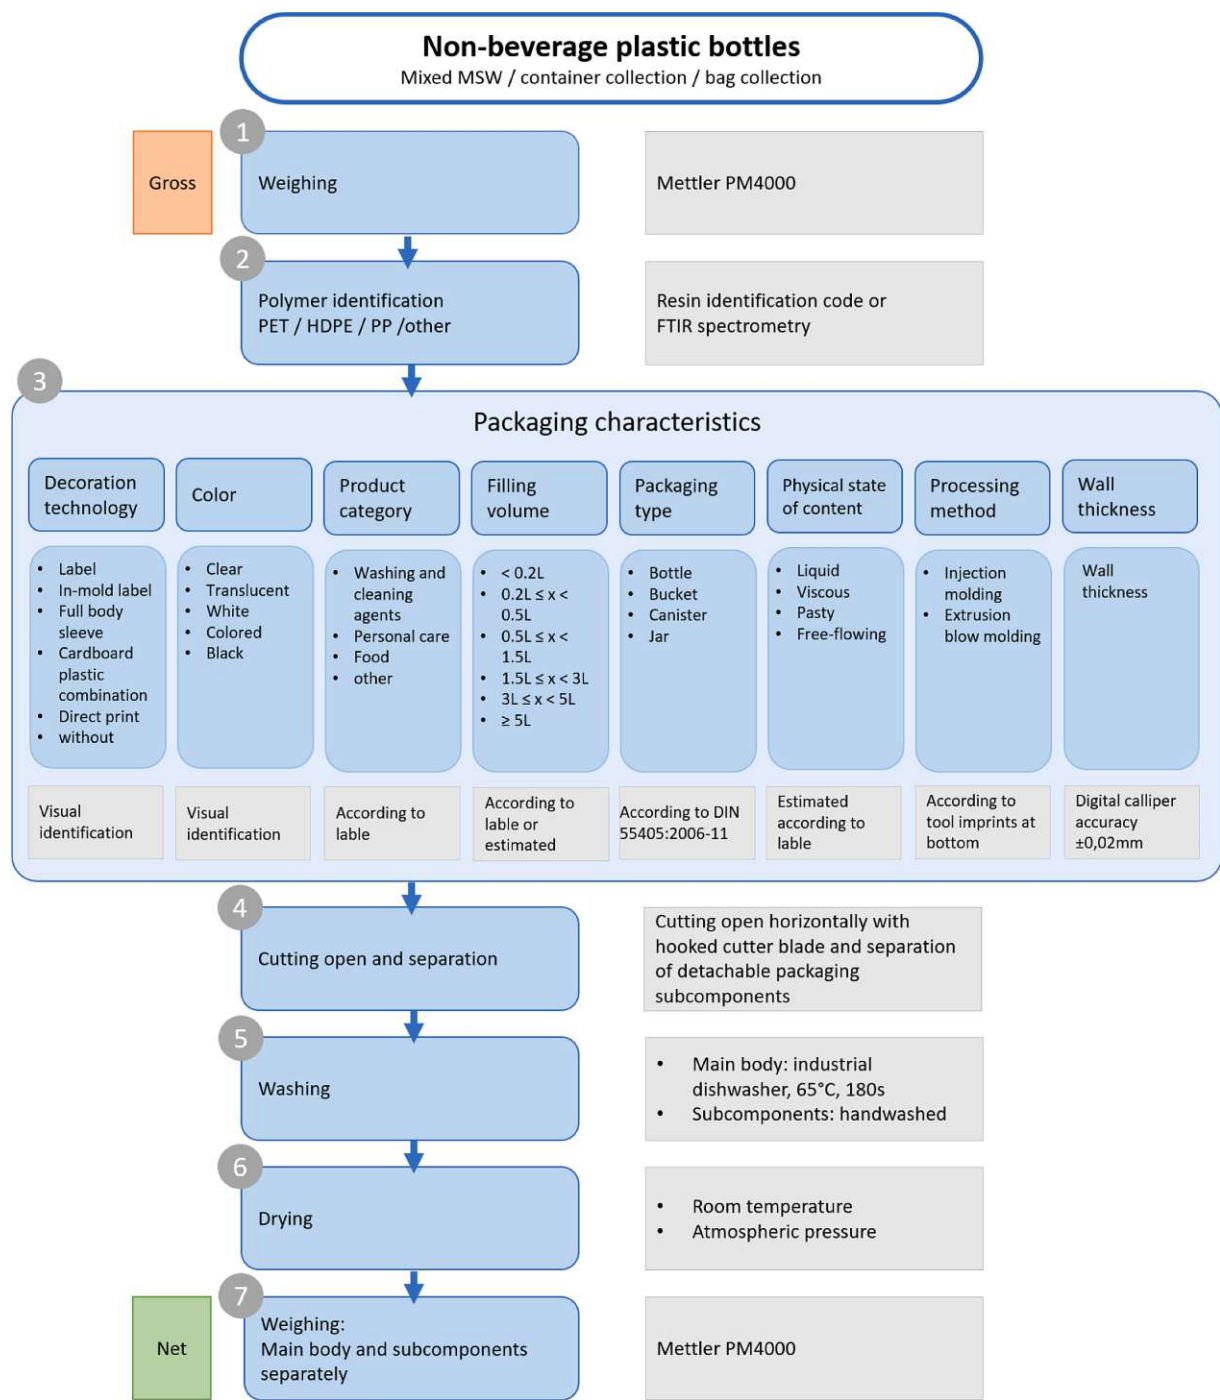 Non-beverage plastic bottles
Mixed MSW / container collection / bag collection
1
Gross
Weighing
Mettler PM4000
2
Polymer identification
PET / HDPE / PP /other
Resin identification code or
FTIR spectrometry
3
Packaging characteristics
Decoration
technology
• Label
• In-mold label
• Full body
sleeve
• Cardboard
plastic
combination
• Direct print
• without
Visual
identification
Color
• Clear
• Translucent
• White
• Colored
• Black
Visual
identification
Product
category
• Washing and
cleaning
agents
• Personal care
• Food
• other
According to
lable
Filling
volume
• < 0.2L
• 0.2L ≤ x <
0.5L
• 0.5L ≤ x <
1.5L
• 1.5L ≤ x < 3L
• 3L ≤ x < 5L
• ≥ 5L
According to
lable or
estimated
Packaging
type
• Bottle
• Bucket
• Canister
• Jar
According to DIN
55405:2006-11
Physical state
of content
• Liquid
• Viscous
• Pasty
• Free-flowing
Estimated
according to
lable
Processing
method
• Injection
molding
• Extrusion
blow molding
According to
tool imprints at
bottom
Wall
thickness
Wall
thickness
Digital calliper
accuracy
±0,02mm
4
Cutting open and separation
Cutting open horizontally with
hooked cutter blade and separation
of detachable packaging
subcomponents
5
Washing
• Main body: industrial
dishwasher, 65°C, 180s
• Subcomponents: handwashed
6
Drying
• Room temperature
• Atmospheric pressure
7
Net
Weighing:
Main body and subcomponents
separately
Mettler PM4000